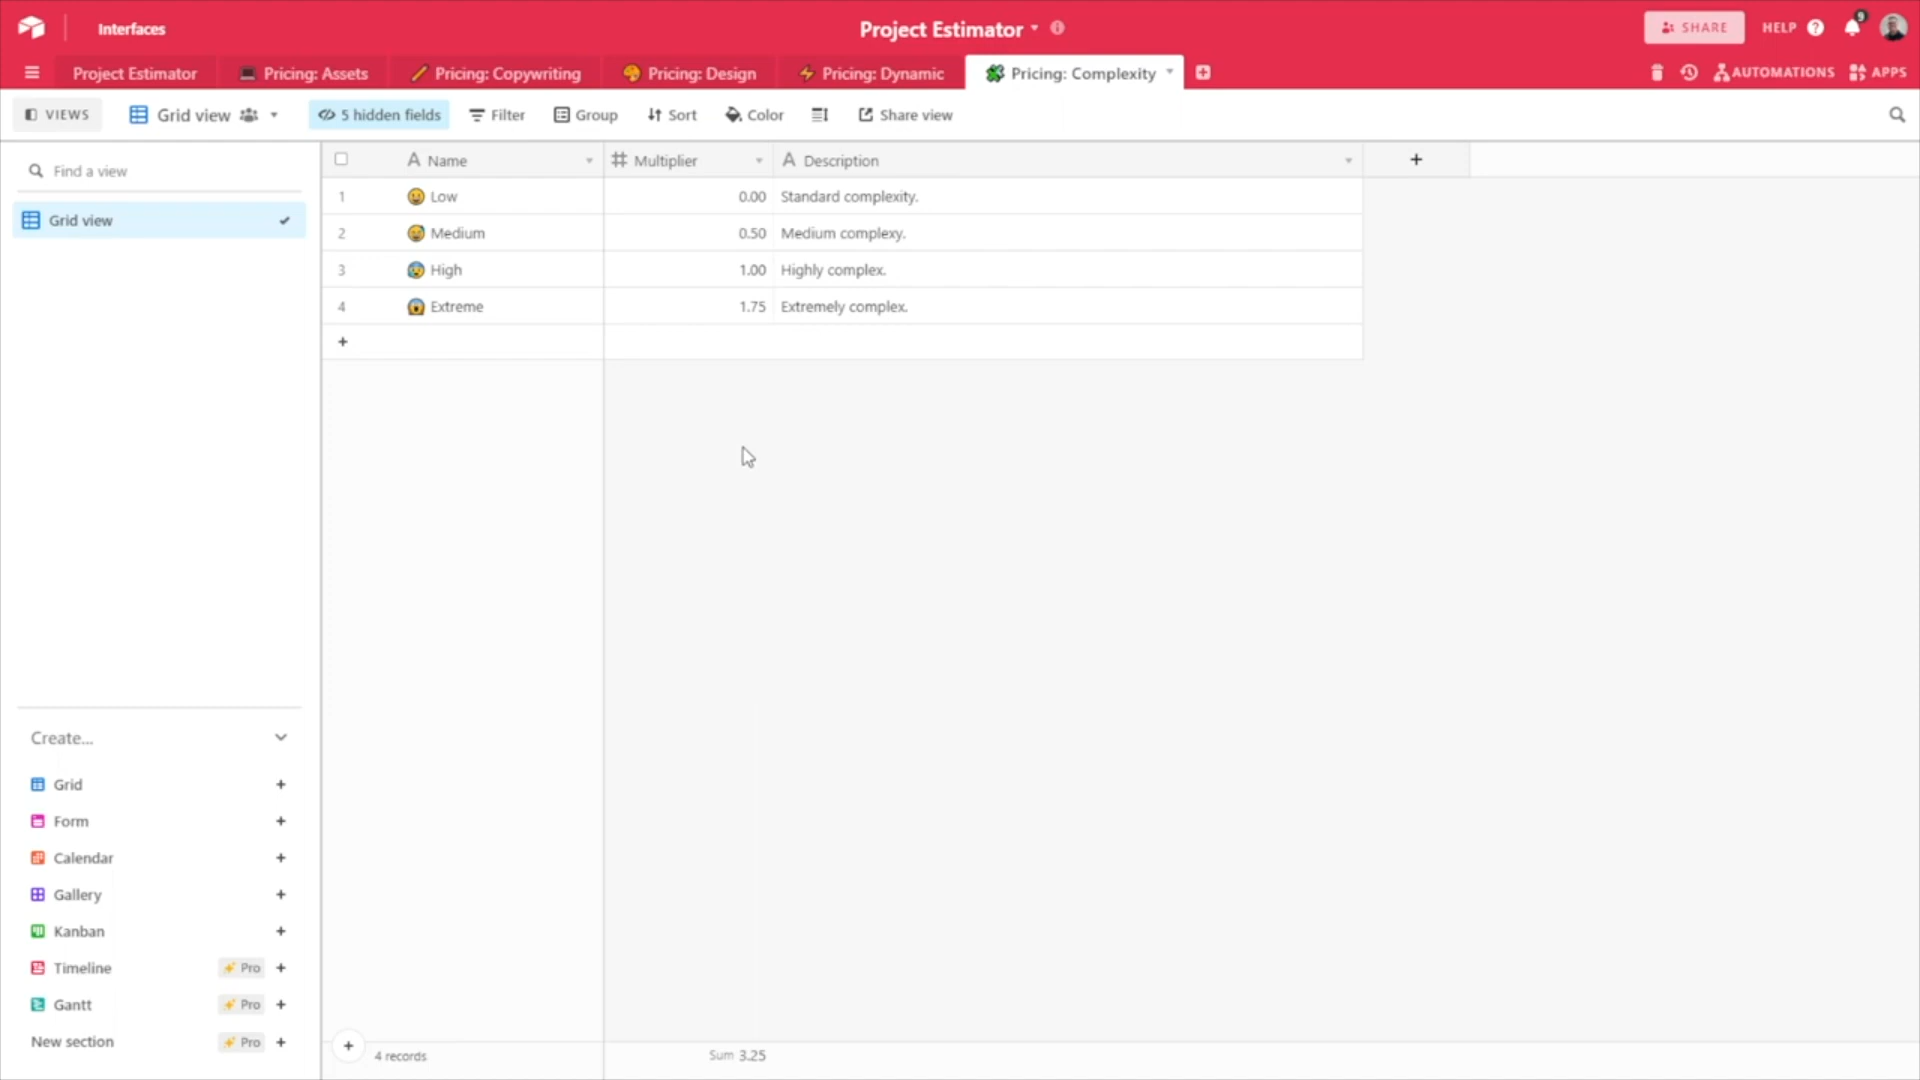 Interfaces
Project Estimator
SHARE
HELP
9
Project Estimator
Pricing: Assets
Pricing: Copywriting
Pricing: Design
Pricing: Dynamic
Pricing: Complexity
AUTOMATIONS
APPS
VIEWS
Grid view
5 hidden fields
Filter
Group
Sort
Color
Share view
Find a view
Grid view
Name
Multiplier
Description
1 Low 0.00 Standard complexity.
2 Medium 0.50 Medium complexy.
3 High 1.00 Highly complex.
4 Extreme 1.75 Extremely complex.
Create...
Grid
Form
Calendar
Gallery
Kanban
Timeline Pro
Gantt Pro
New section Pro
4 records
Sum 3.25